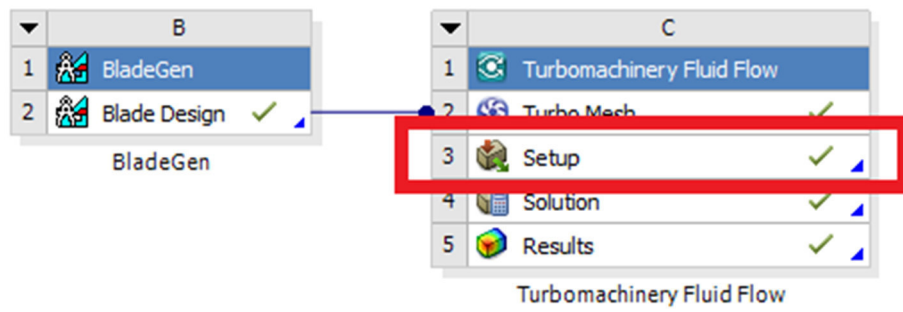 B
1 BladeGen
2 Blade Design
BladeGen
C
1 Turbomachinery Fluid Flow
2 Turbo Mesh
3 Setup
4 Solution
5 Results
Turbomachinery Fluid Flow